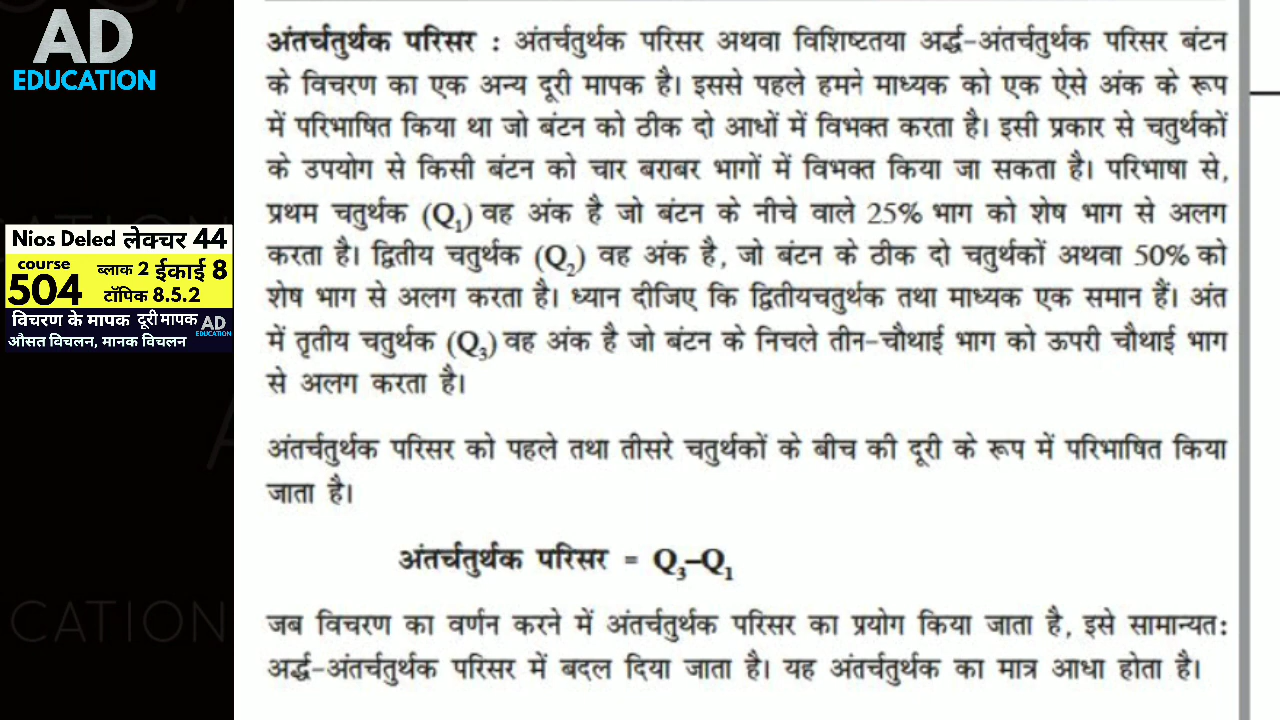 AD
EDUCATION
Nios Deled लेक्चर 44
course
504
ब्लाक 2 ईकाई 8
टॉपिक 8.5.2
विचरण के मापक दूरी मापक
AD
EDUCATION
औसत विचलन, मानक विचलन
CATION
अंतर्चतुर्थक परिसर : अंतर्चतुर्थक परिसर अथवा विशिष्टतया अर्द्ध-अंतर्चतुर्थक परिसर बंटन
के विचरण का एक अन्य दूरी मापक है। इससे पहले हमने माध्यक को एक ऐसे अंक के रूप
में परिभाषित किया था जो बंटन को ठीक दो आधों में विभक्त करता है। इसी प्रकार से चतुर्थकों
के उपयोग से किसी बंटन को चार बराबर भागों में विभक्त किया जा सकता है। परिभाषा से,
प्रथम चतुर्थक (Q₁) वह अंक है जो बंटन के नीचे वाले 25% भाग को शेष भाग से अलग
करता है। द्वितीय चतुर्थक (Q₂) वह अंक है, जो बंटन के ठीक दो चतुर्थकों अथवा 50% को
शेष भाग से अलग करता है। ध्यान दीजिए कि द्वितीयचतुर्थक तथा माध्यक एक समान हैं। अंत
में तृतीय चतुर्थक (Q₃) वह अंक है जो बंटन के निचले तीन-चौथाई भाग को ऊपरी चौथाई भाग
से अलग करता है।
अंतर्चतुर्थक परिसर को पहले तथा तीसरे चतुर्थकों के बीच की दूरी के रूप में परिभाषित किया
जाता है।
अंतर्चतुर्थक परिसर = Q₃–Q₁
जब विचरण का वर्णन करने में अंतर्चतुर्थक परिसर का प्रयोग किया जाता है, इसे सामान्यत:
अर्द्ध-अंतर्चतुर्थक परिसर में बदल दिया जाता है। यह अंतर्चतुर्थक का मात्र आधा होता है।